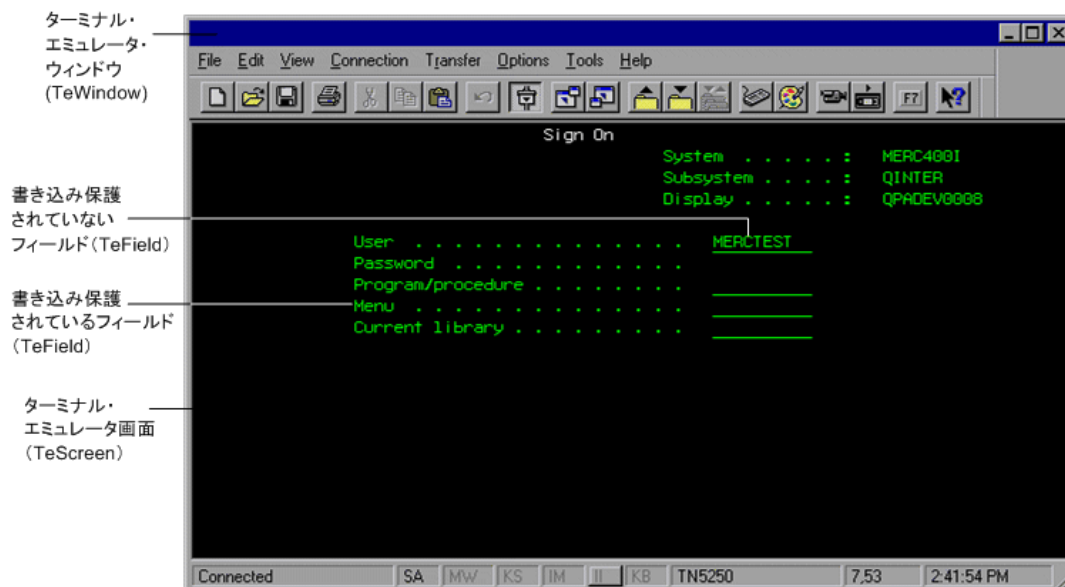 ターミナル・
エミュレータ・
ウィンドウ
(TeWindow)
File Edit View Connection Transfer Options Tools Help
F7
Sign On
System . . . . . : MERC400I
Subsystem . . . . : QINTER
Display . . . . . : QPADEV0008
書き込み保護
されていない
フィールド(TeField)
User . . . . . . . . . . . . . . MERCTEST
Password . . . . . . . . . . . .
Program/procedure . . . . . . . .
書き込み保護
されているフィールド
(TeField)
Menu . . . . . . . . . . . . . .
Current library . . . . . . . . .
ターミナル・
エミュレータ画面
(TeScreen)
Connected SA MW KS IM II KB TN5250 7,53 2:41:54 PM